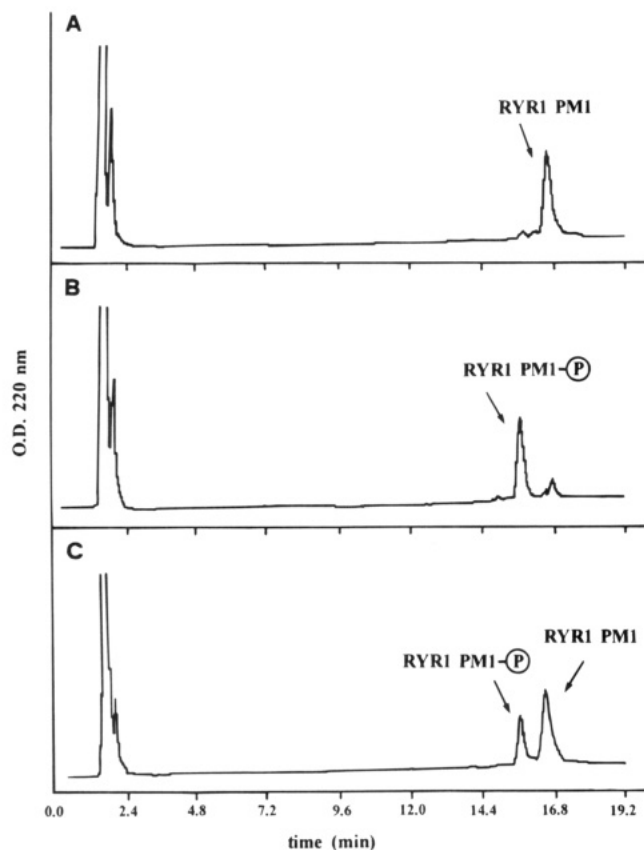 A
RYR1 PM1
B
RYR1 PM1-P
C
RYR1 PM1-P
RYR1 PM1
O.D. 220 nm
0.0 2.4 4.8 7.2 9.6 12.0 14.4 16.8 19.2
time (min)